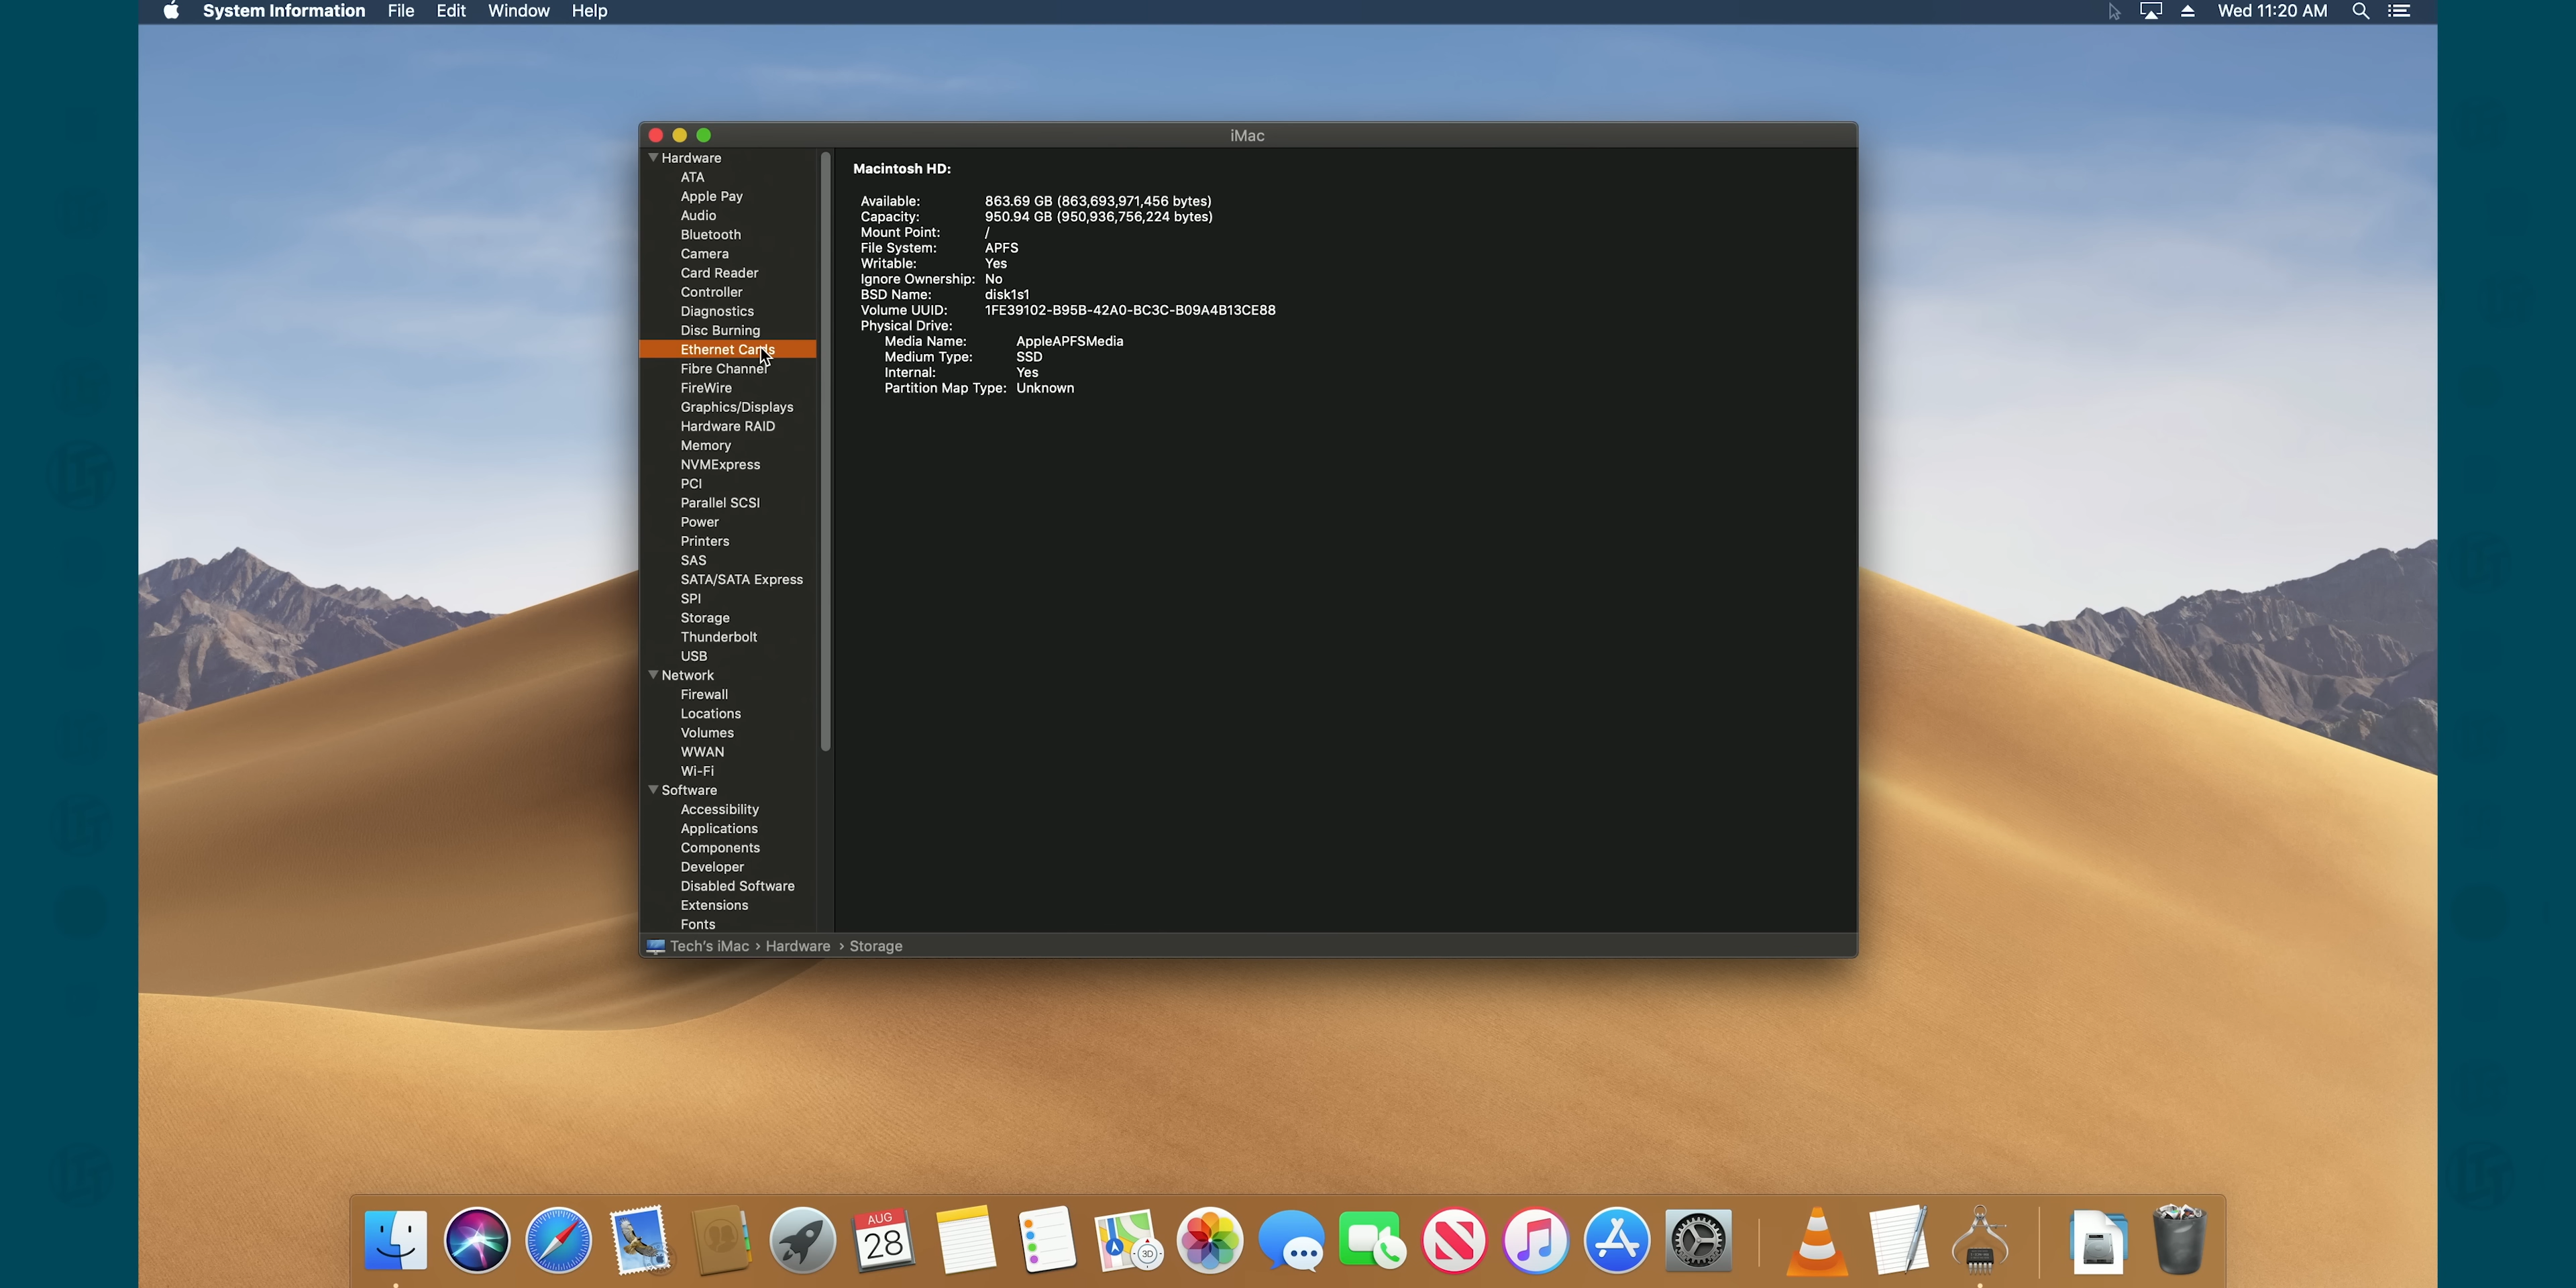 System Information File Edit Window Help
Wed 11:20 AM
iMac
Hardware
ATA
Apple Pay
Audio
Bluetooth
Camera
Card Reader
Controller
Diagnostics
Disc Burning
Ethernet Cards
Fibre Channel
FireWire
Graphics/Displays
Hardware RAID
Memory
NVMExpress
PCI
Parallel SCSI
Power
Printers
SAS
SATA/SATA Express
SPI
Storage
Thunderbolt
USB
Network
Firewall
Locations
Volumes
WWAN
Wi-Fi
Software
Accessibility
Applications
Components
Developer
Disabled Software
Extensions
Fonts
Macintosh HD:
Available: 863.69 GB (863,693,971,456 bytes)
Capacity: 950.94 GB (950,936,756,224 bytes)
Mount Point: /
File System: APFS
Writable: Yes
Ignore Ownership: No
BSD Name: disk1s1
Volume UUID: 1FE39102-B95B-42A0-BC3C-B09A4B13CE88
Physical Drive:
Media Name: AppleAPFSMedia
Medium Type: SSD
Internal: Yes
Partition Map Type: Unknown
Tech's iMac › Hardware › Storage
AUG
28
3D